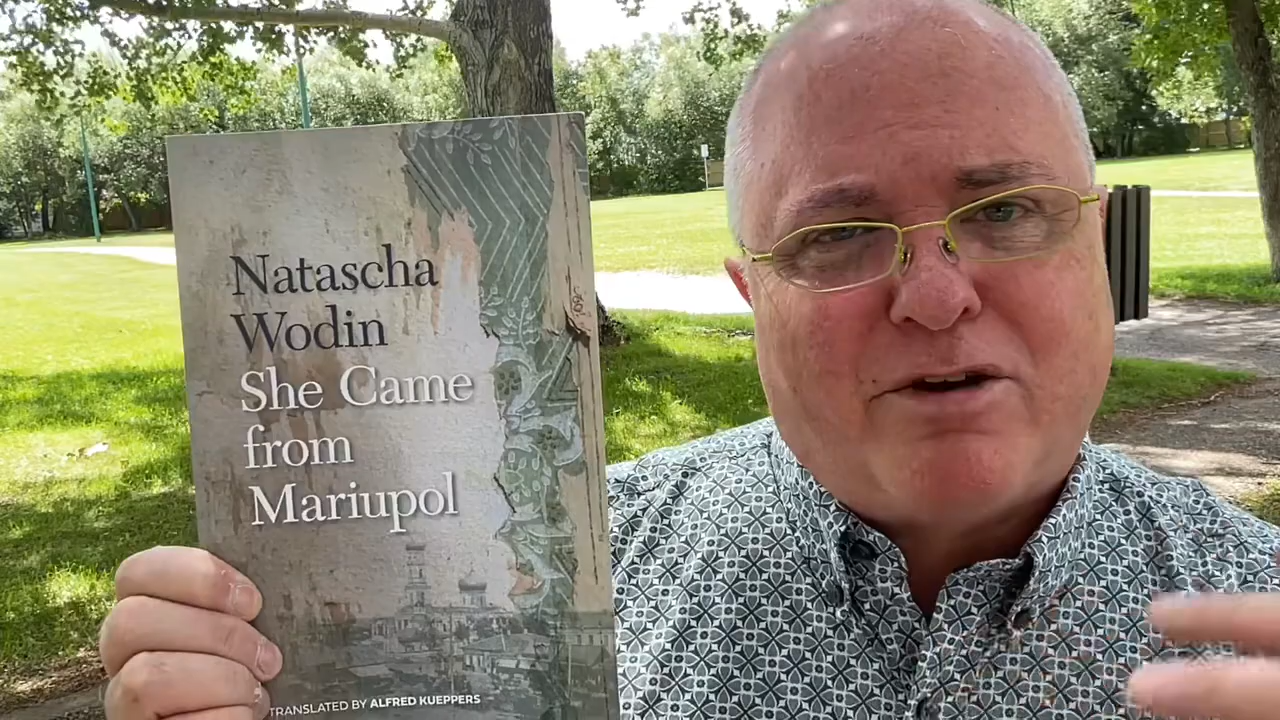 Natascha
Wodin
She Came
from
Mariupol
TRANSLATED BY ALFRED KUEPPERS